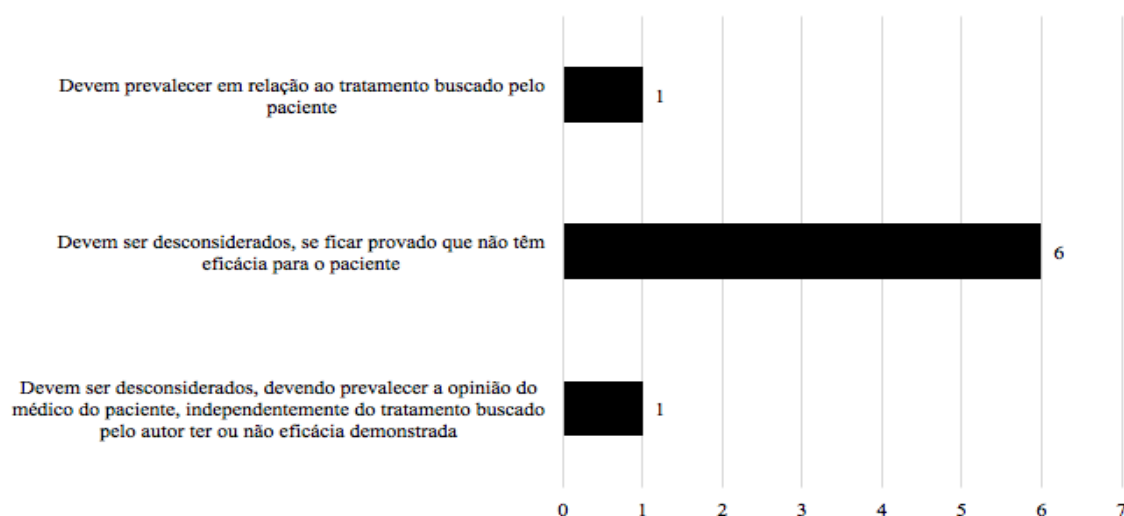 Devem prevalecer em relação ao tratamento buscado pelo
paciente
1
Devem ser desconsiderados, se ficar provado que não têm
eficácia para o paciente
6
Devem ser desconsiderados, devendo prevalecer a opinião do
médico do paciente, independentemente do tratamento buscado
pelo autor ter ou não eficácia demonstrada
1
0 1 2 3 4 5 6 7